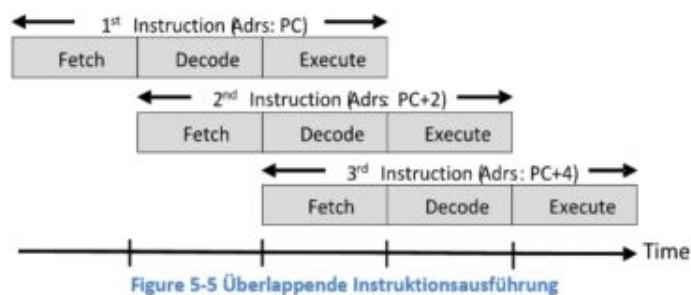 1st Instruction (Adrs: PC)
Fetch Decode Execute
2nd Instruction (Adrs: PC+2)
Fetch Decode Execute
3rd Instruction (Adrs: PC+4)
Fetch Decode Execute
Time
Figure 5-5 Überlappende Instruktionsausführung